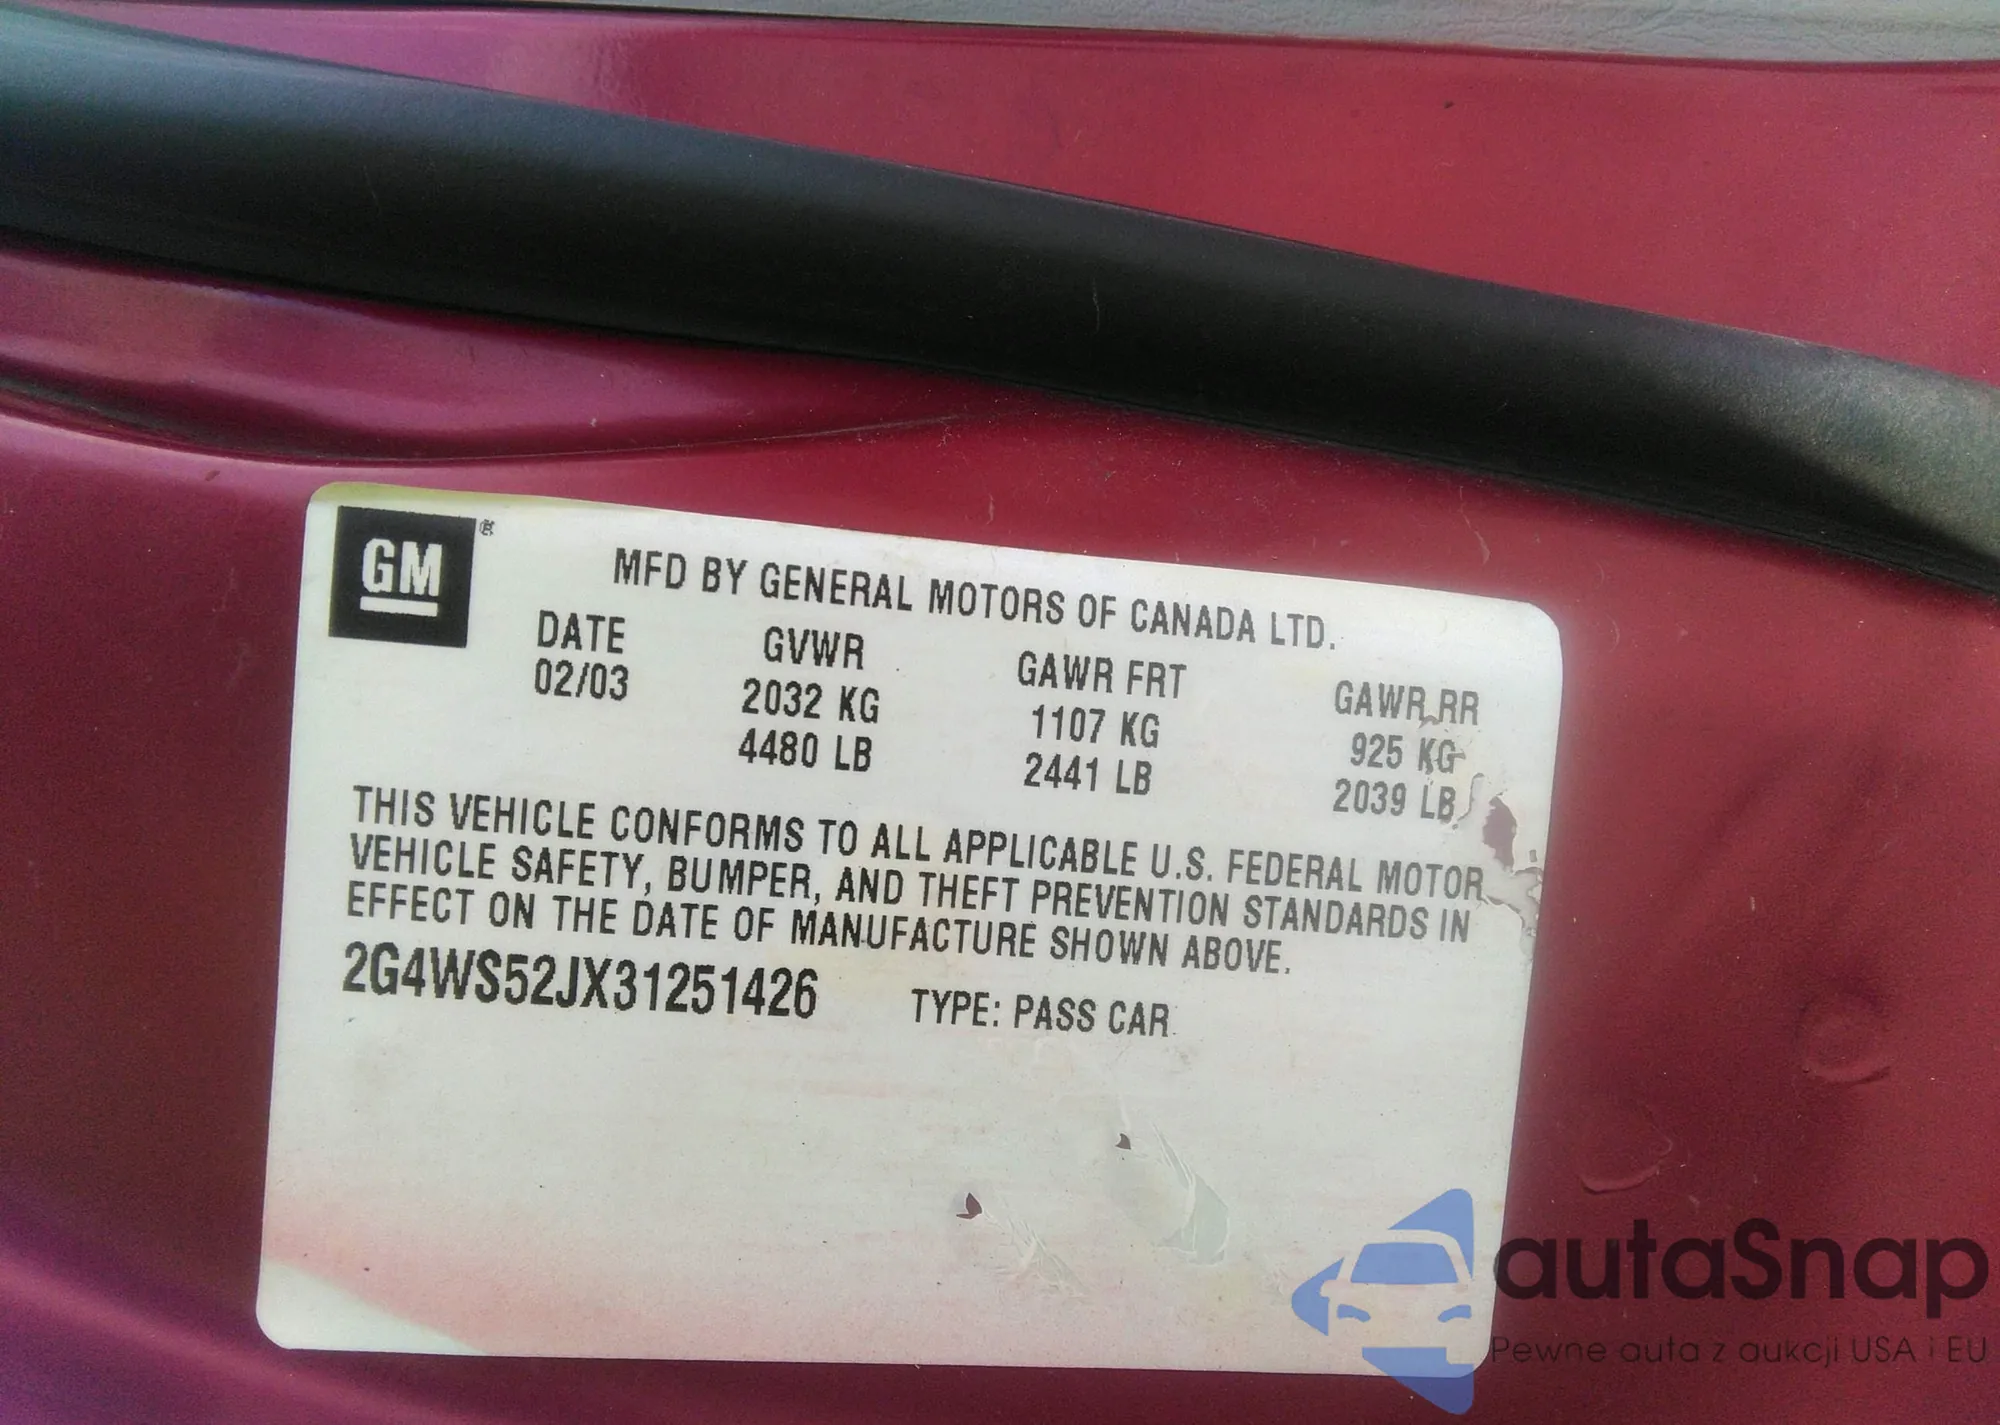 GM®
MFD BY GENERAL MOTORS OF CANADA LTD.
DATE GVWR GAWR FRT GAWR RR
02/03 2032 KG 1107 KG 925 KG
4480 LB 2441 LB 2039 LB
THIS VEHICLE CONFORMS TO ALL APPLICABLE U.S. FEDERAL MOTOR
VEHICLE SAFETY, BUMPER, AND THEFT PREVENTION STANDARDS IN
EFFECT ON THE DATE OF MANUFACTURE SHOWN ABOVE.
2G4WS52JX31251426 TYPE: PASS CAR
autaSnap
Pewne auta z aukcji USA i EU